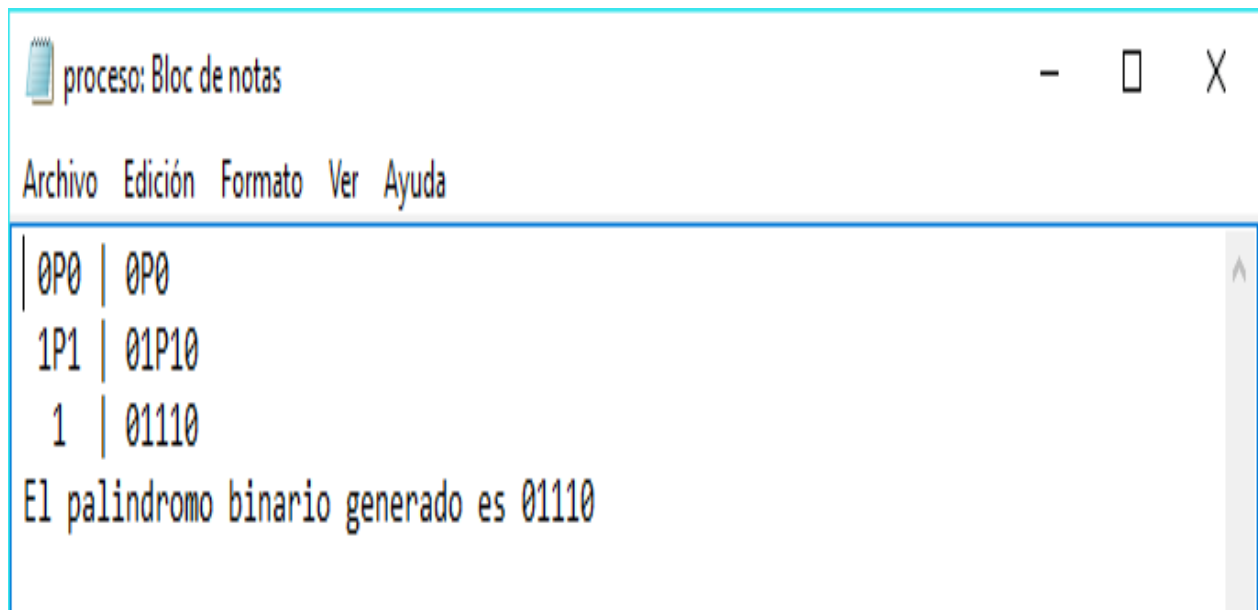 proceso: Bloc de notas
Archivo Edición Formato Ver Ayuda
0P0 | 0P0
1P1 | 01P10
1 | 01110
El palindromo binario generado es 01110